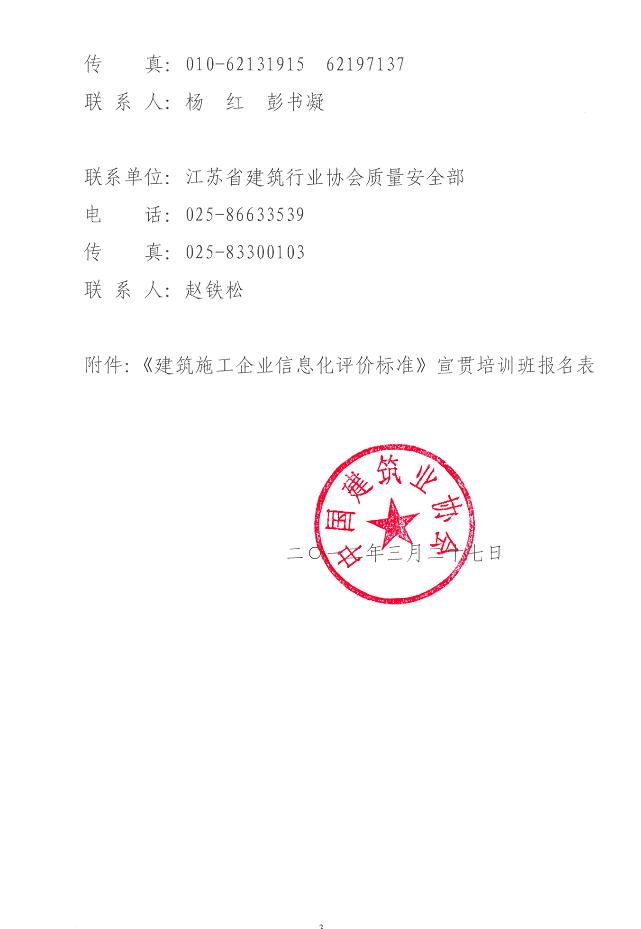 传　　真：010-62131915　62197137
联 系 人：杨　红　彭书凝
联系单位：江苏省建筑行业协会质量安全部
电　　话：025-86633539
传　　真：025-83300103
联 系 人：赵铁松
附件：《建筑施工企业信息化评价标准》宣贯培训班报名表
中国建筑业协会
二〇一 年三月二十七日
3